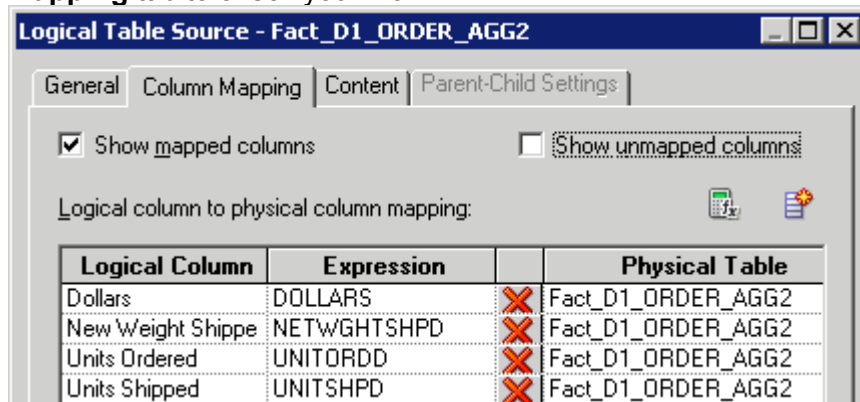 Logical Table Source - Fact_D1_ORDER_AGG2
General Column Mapping Content Parent-Child Settings
Show mapped columns Show unmapped columns
Logical column to physical column mapping:
Logical Column Expression Physical Table
Dollars DOLLARS Fact_D1_ORDER_AGG2
New Weight Shippe NETWGHTSHPD Fact_D1_ORDER_AGG2
Units Ordered UNITORDD Fact_D1_ORDER_AGG2
Units Shipped UNITSHPD Fact_D1_ORDER_AGG2